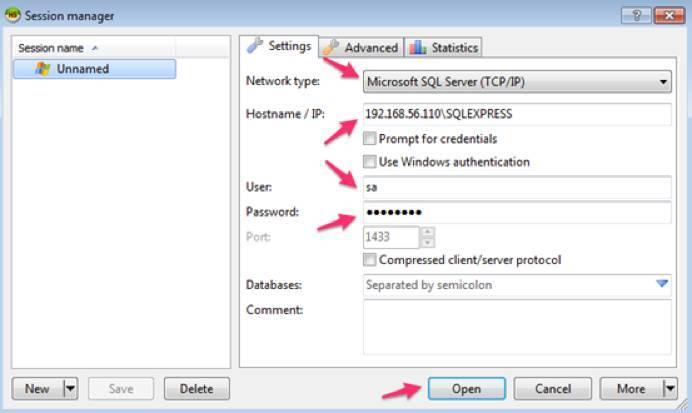 HS
Session manager
Session name
Unnamed
Settings
Advanced
Statistics
Network type:
Microsoft SQL Server (TCP/IP)
Hostname / IP:
192.168.56.110\SQLEXPRESS
Prompt for credentials
Use Windows authentication
User:
sa
Password:
••••••••
Port:
1433
Compressed client/server protocol
Databases:
Separated by semicolon
Comment:
New
Save
Delete
Open
Cancel
More